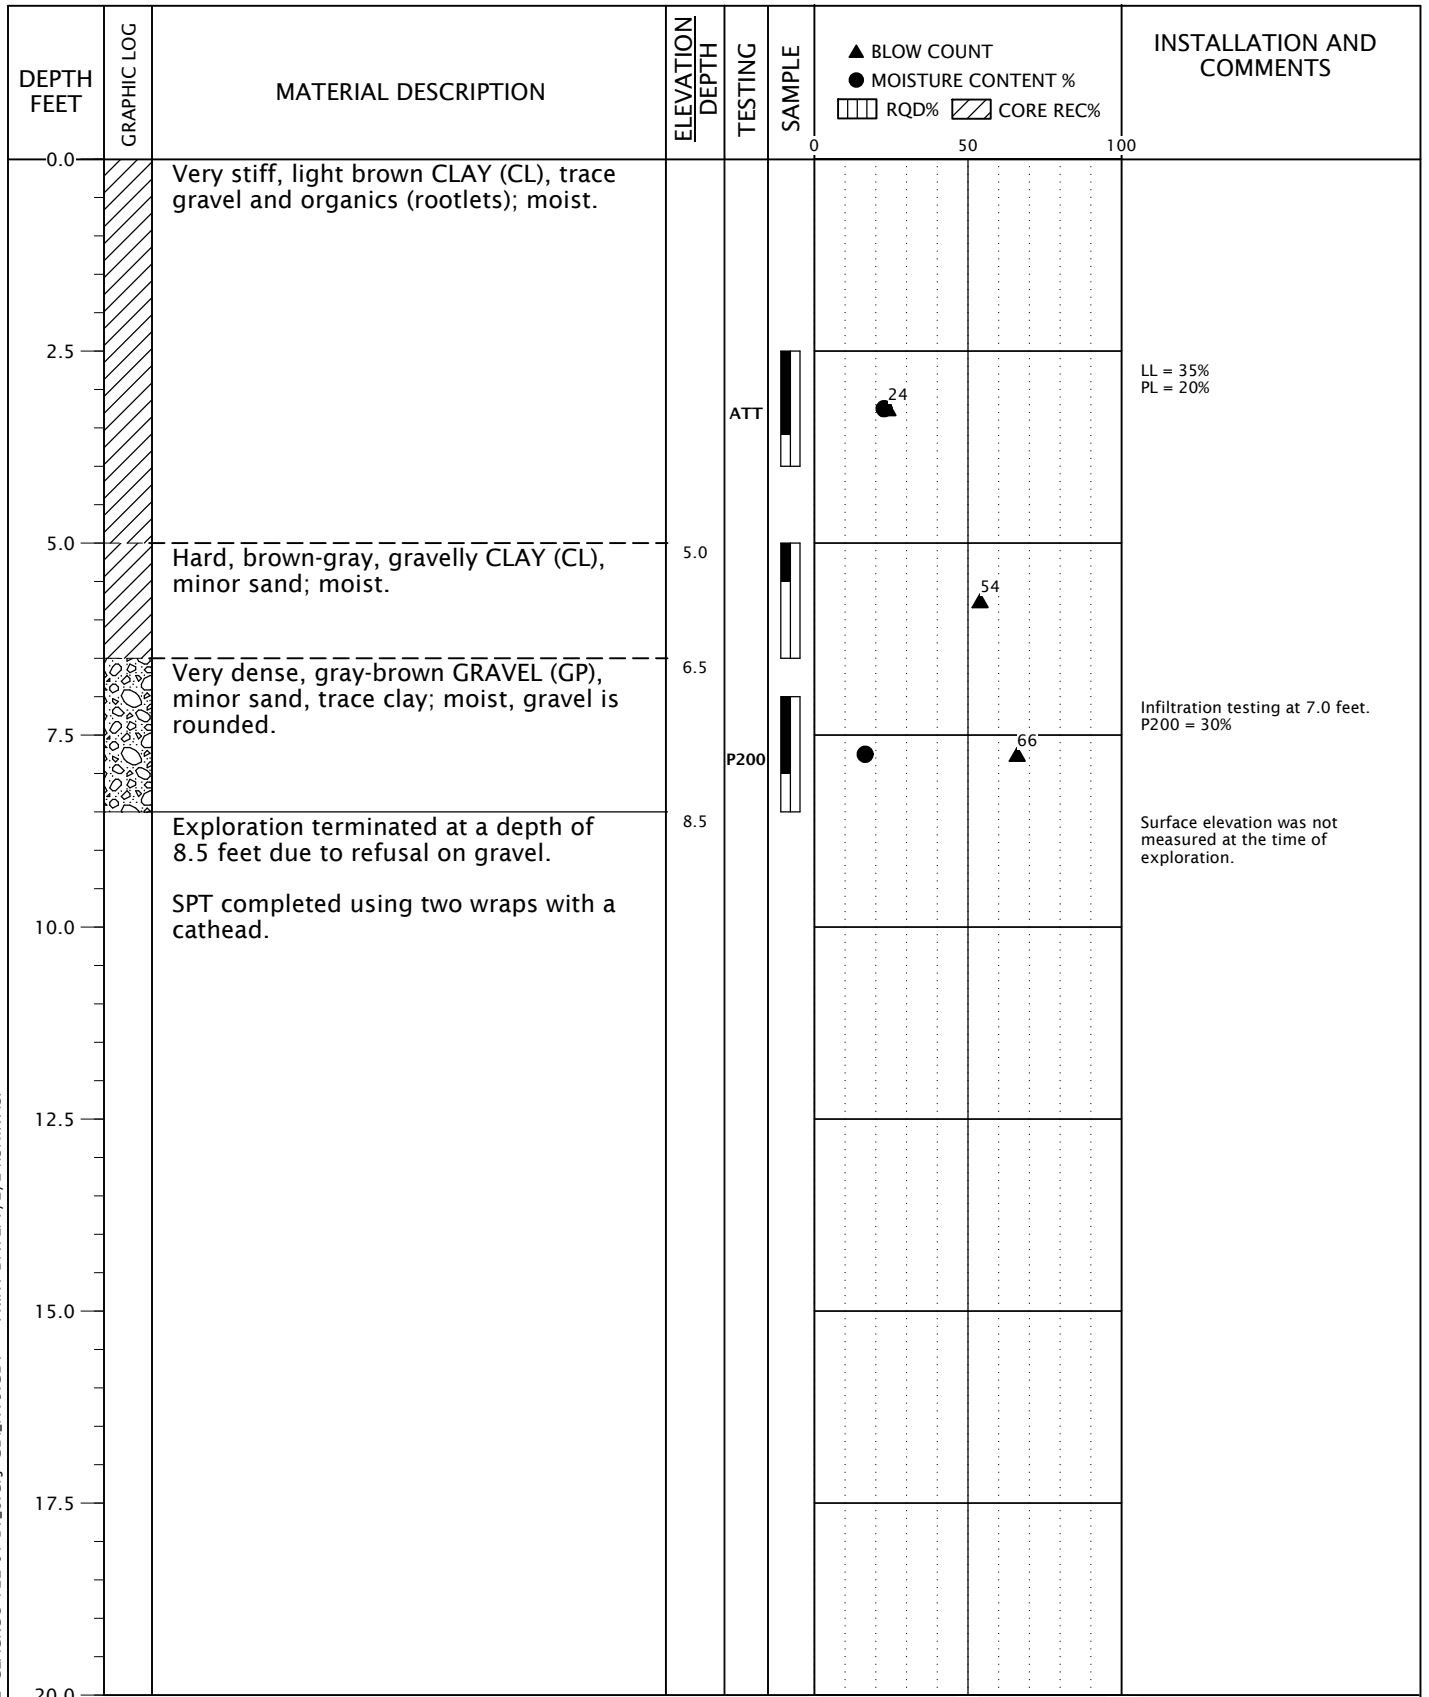 DEPTH
FEET
GRAPHIC LOG
MATERIAL DESCRIPTION
ELEVATION
DEPTH
TESTING
SAMPLE
▲ BLOW COUNT
● MOISTURE CONTENT %
RQD% CORE REC%
0 50 100
INSTALLATION AND
COMMENTS
0.0
Very stiff, light brown CLAY (CL), trace
gravel and organics (rootlets); moist.
2.5
ATT
24
LL = 35%
PL = 20%
5.0
Hard, brown-gray, gravelly CLAY (CL),
minor sand; moist.
5.0
54
Very dense, gray-brown GRAVEL (GP),
minor sand, trace clay; moist, gravel is
rounded.
6.5
7.5
P200
66
Infiltration testing at 7.0 feet.
P200 = 30%
Exploration terminated at a depth of
8.5 feet due to refusal on gravel.
8.5
Surface elevation was not
measured at the time of
exploration.
SPT completed using two wraps with a
cathead.
10.0
12.5
15.0
17.5
20.0